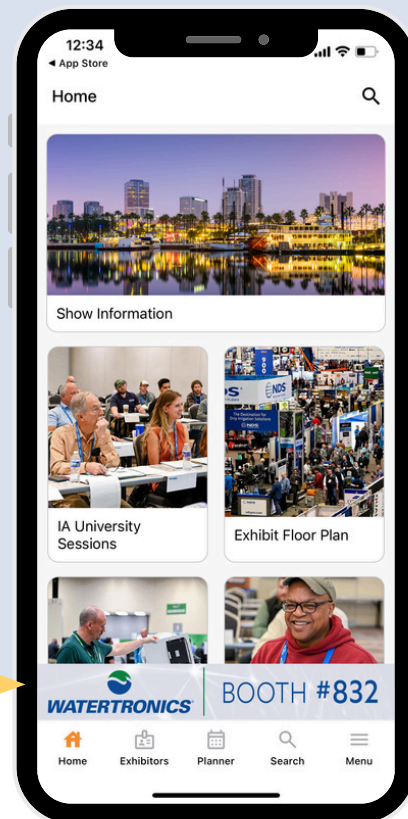 12:34
◀ App Store
Home
Show Information
NDS
IA University
Sessions
Exhibit Floor Plan
WATERTRONICS
BOOTH #832
Home
Exhibitors
Planner
Search
Menu